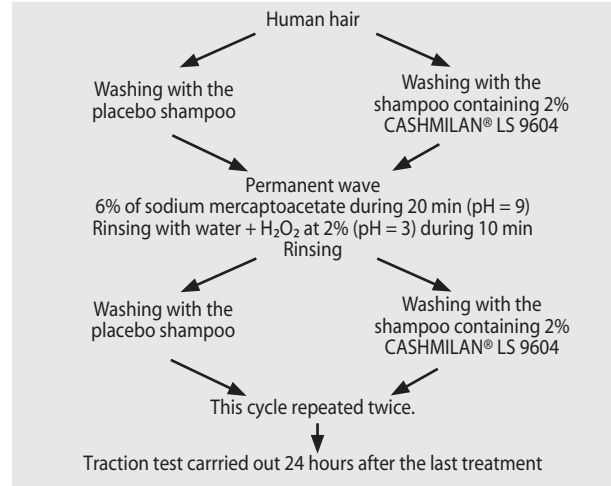 Human hair
Washing with the
placebo shampoo
Washing with the
shampoo containing 2%
CASHMILAN® LS 9604
Permanent wave
6% of sodium mercaptoacetate during 20 min (pH = 9)
Rinsing with water + H₂O₂ at 2% (pH = 3) during 10 min
Rinsing
Washing with the
placebo shampoo
Washing with the
shampoo containing 2%
CASHMILAN® LS 9604
This cycle repeated twice.
Traction test carrried out 24 hours after the last treatment